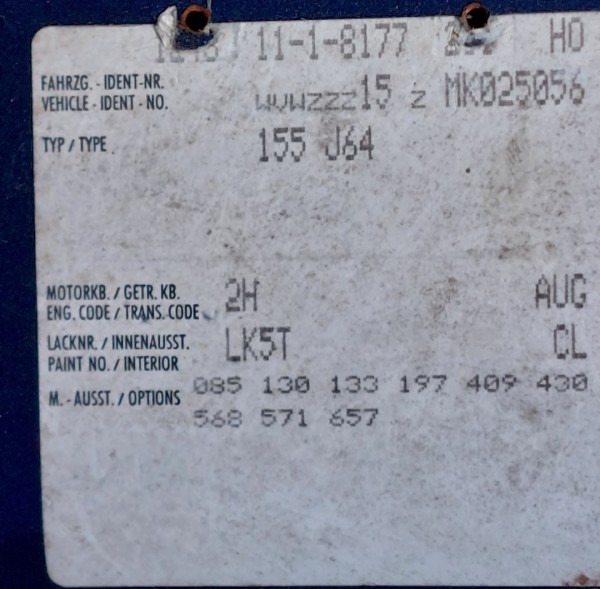 11-1-8177 HO
FAHRZG. - IDENT-NR.
VEHICLE - IDENT - NO. WVWZZZ15 Z MK025056
TYP / TYPE 155 J64
MOTORKB. / GETR. KB.
ENG. CODE / TRANS. CODE 2H AUG
LACKNR. / INNENAUSST.
PAINT NO. / INTERIOR LK5T CL
M. - AUSST. / OPTIONS 085 130 133 197 409 430
568 571 657